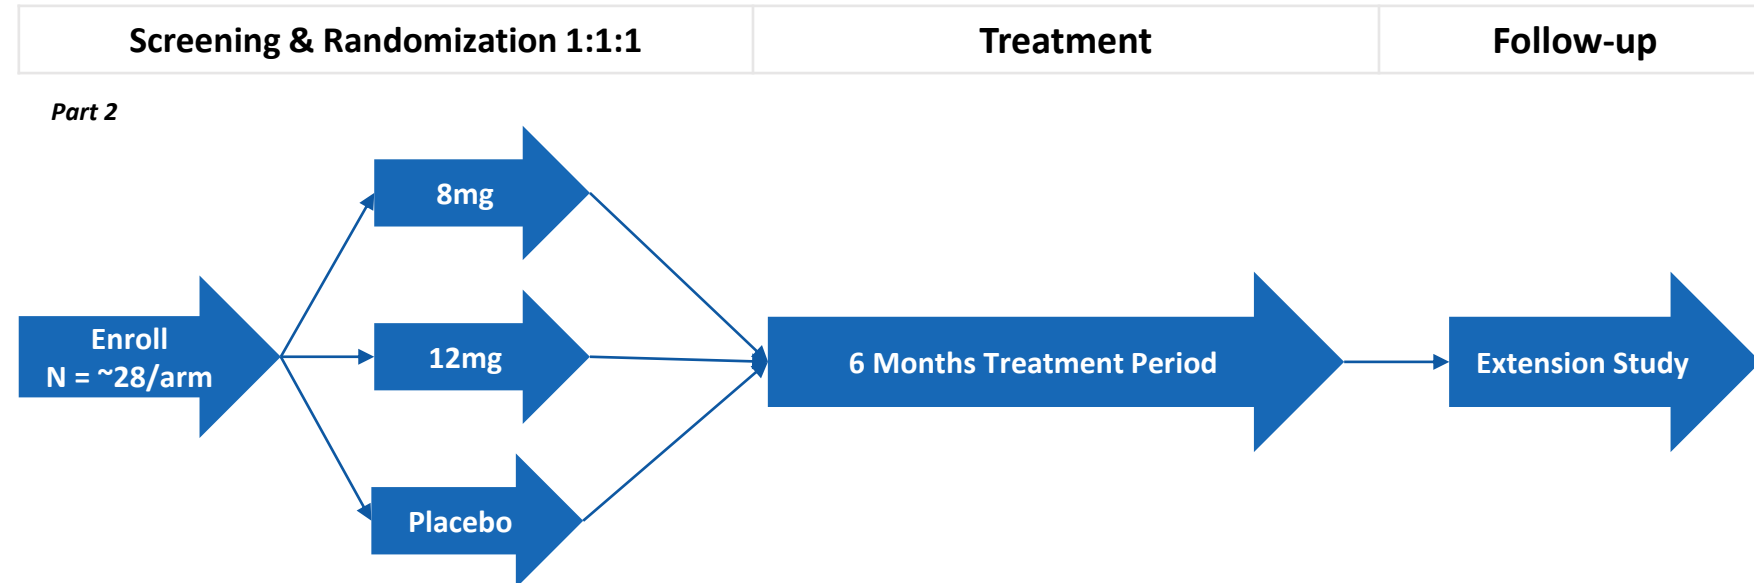 Screening & Randomization 1:1:1
Treatment
Follow-up
Part 2
8mg
Enroll
N = ~28/arm
12mg
6 Months Treatment Period
Extension Study
Placebo